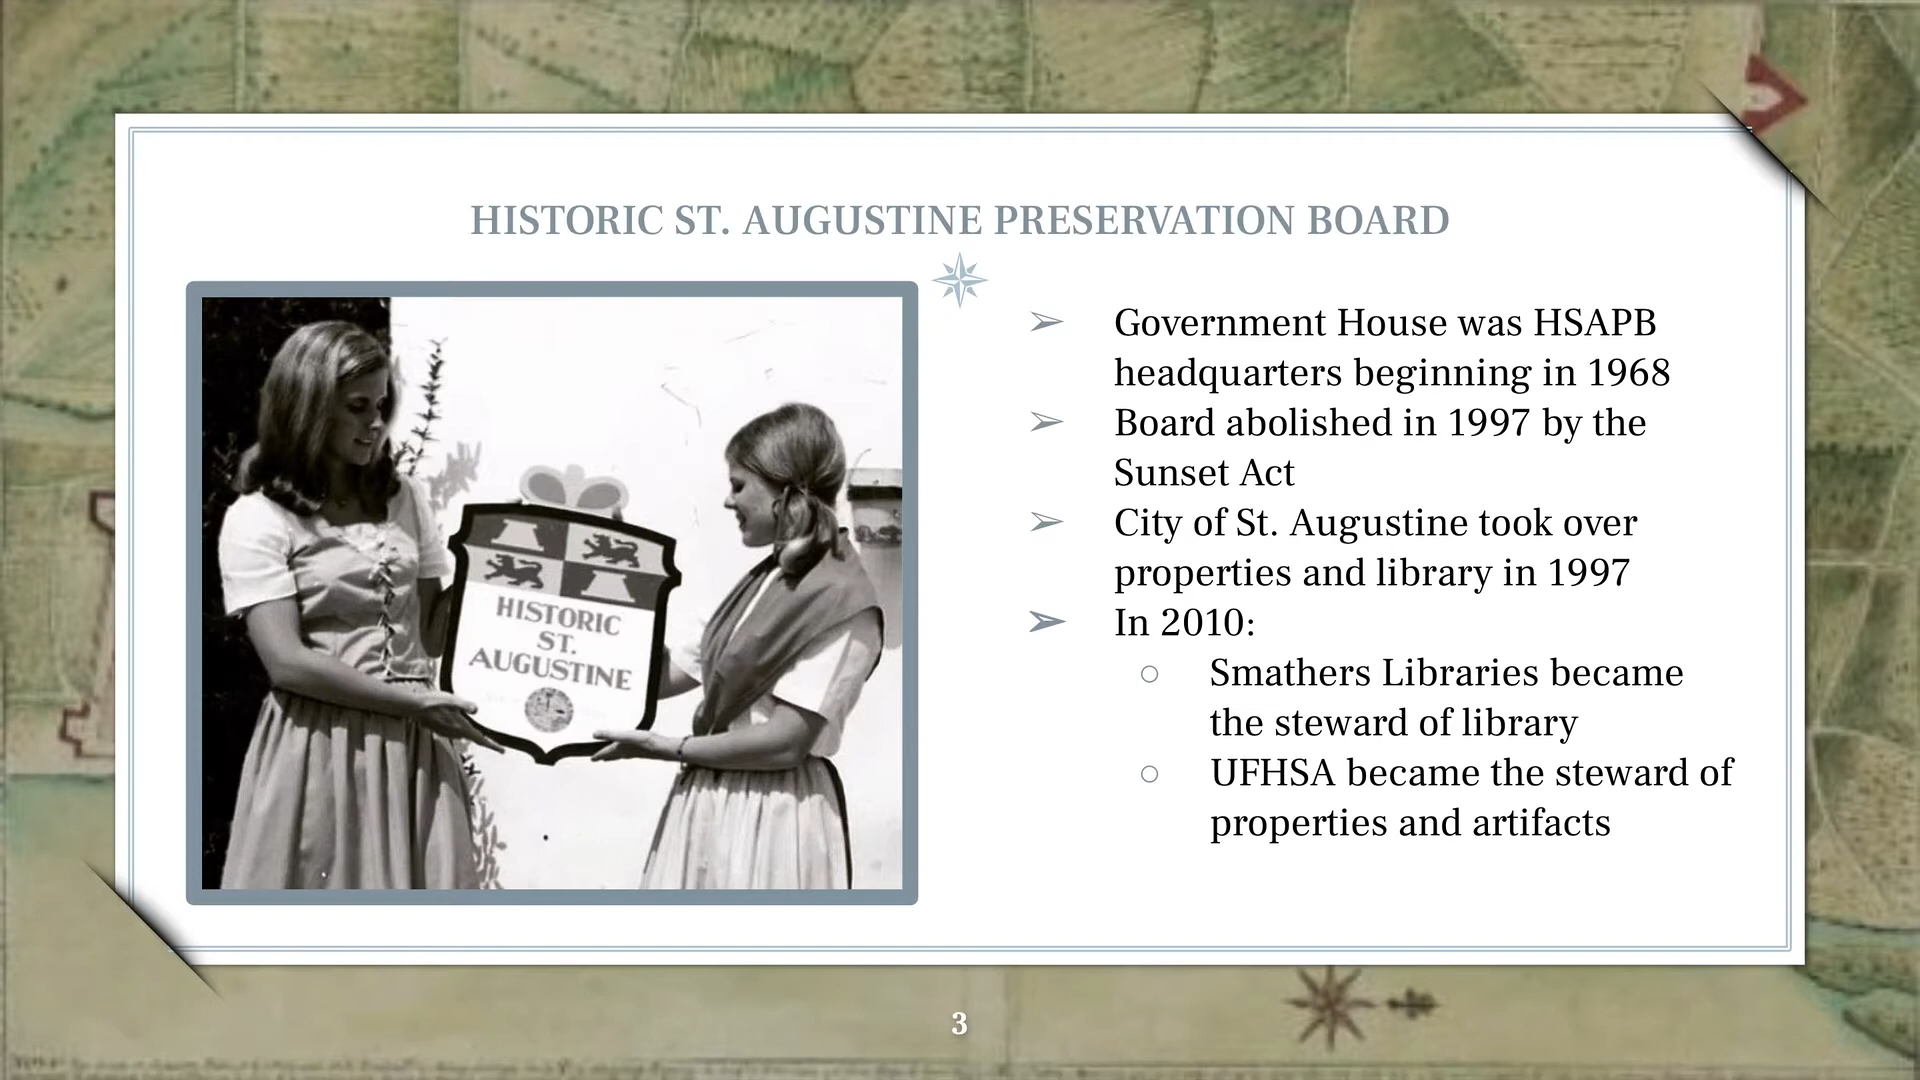 HISTORIC ST. AUGUSTINE PRESERVATION BOARD
HISTORIC
ST.
AUGUSTINE
➢ Government House was HSAPB
headquarters beginning in 1968
➢ Board abolished in 1997 by the
Sunset Act
➢ City of St. Augustine took over
properties and library in 1997
➢ In 2010:
○ Smathers Libraries became
the steward of library
○ UFHSA became the steward of
properties and artifacts
3